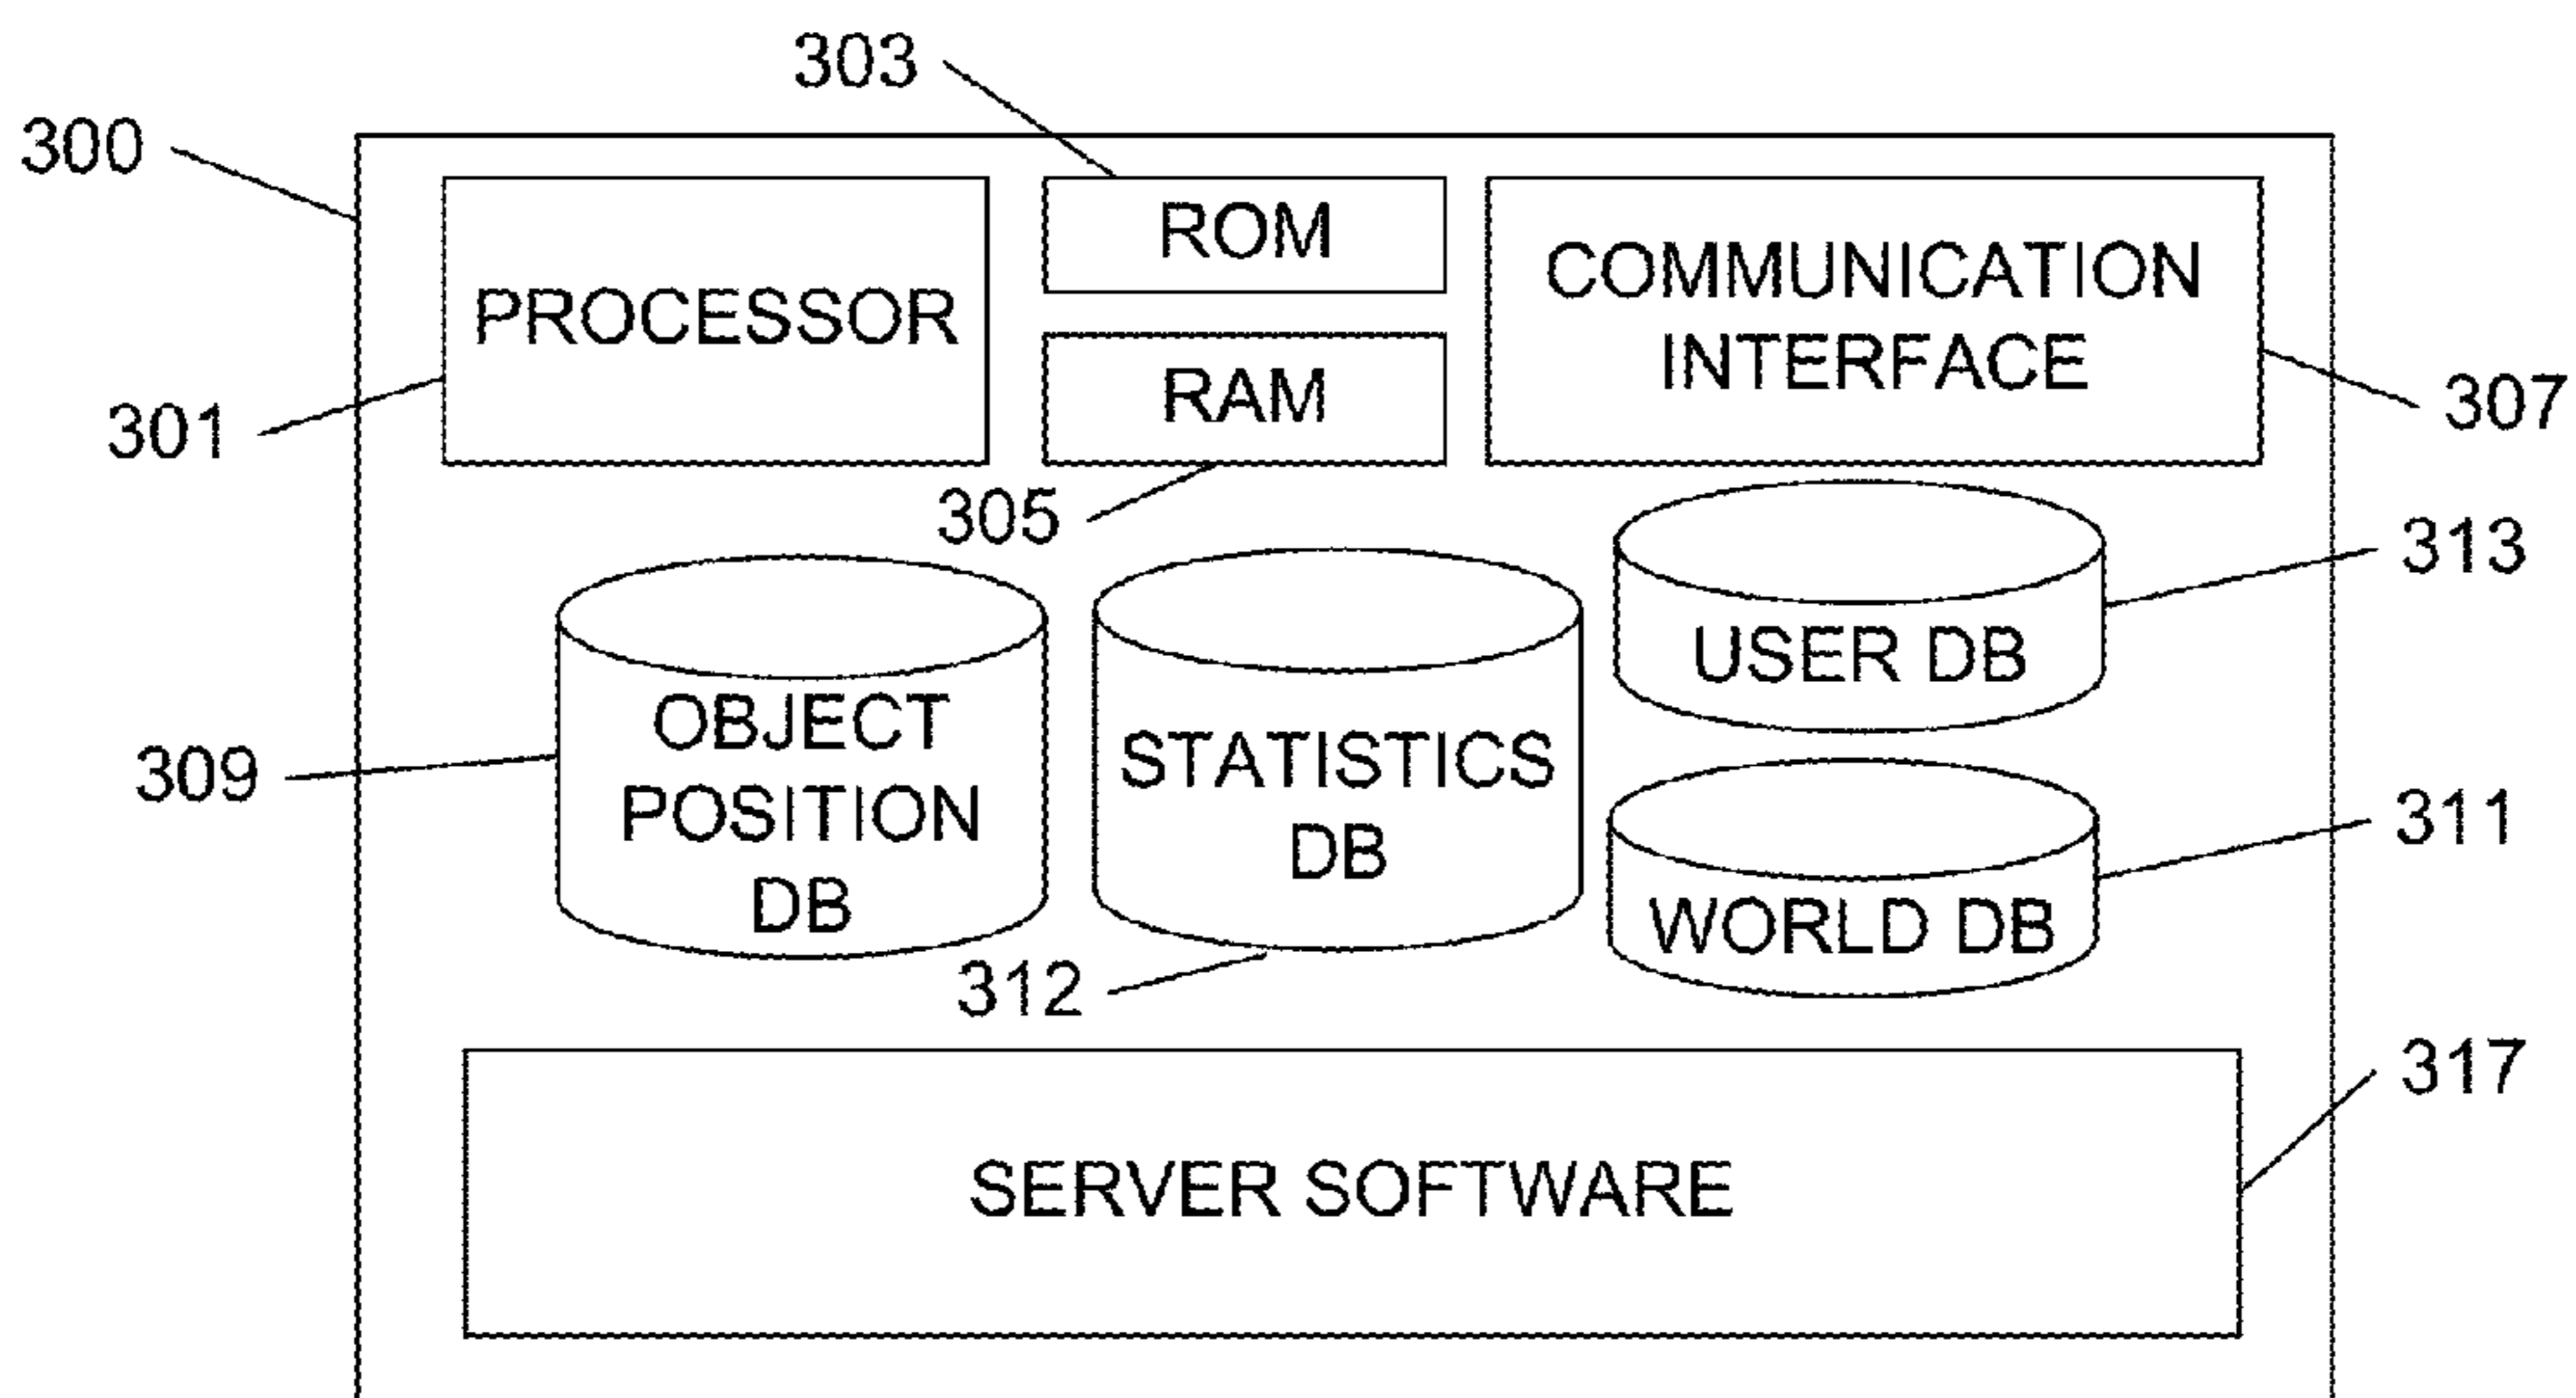 303
300
ROM
COMMUNICATION
INTERFACE
PROCESSOR
RAM
301
307
305
313
USER DB
OBJECT
POSITION
DB
STATISTICS
DB
309
311
WORLD DB
312
317
SERVER SOFTWARE